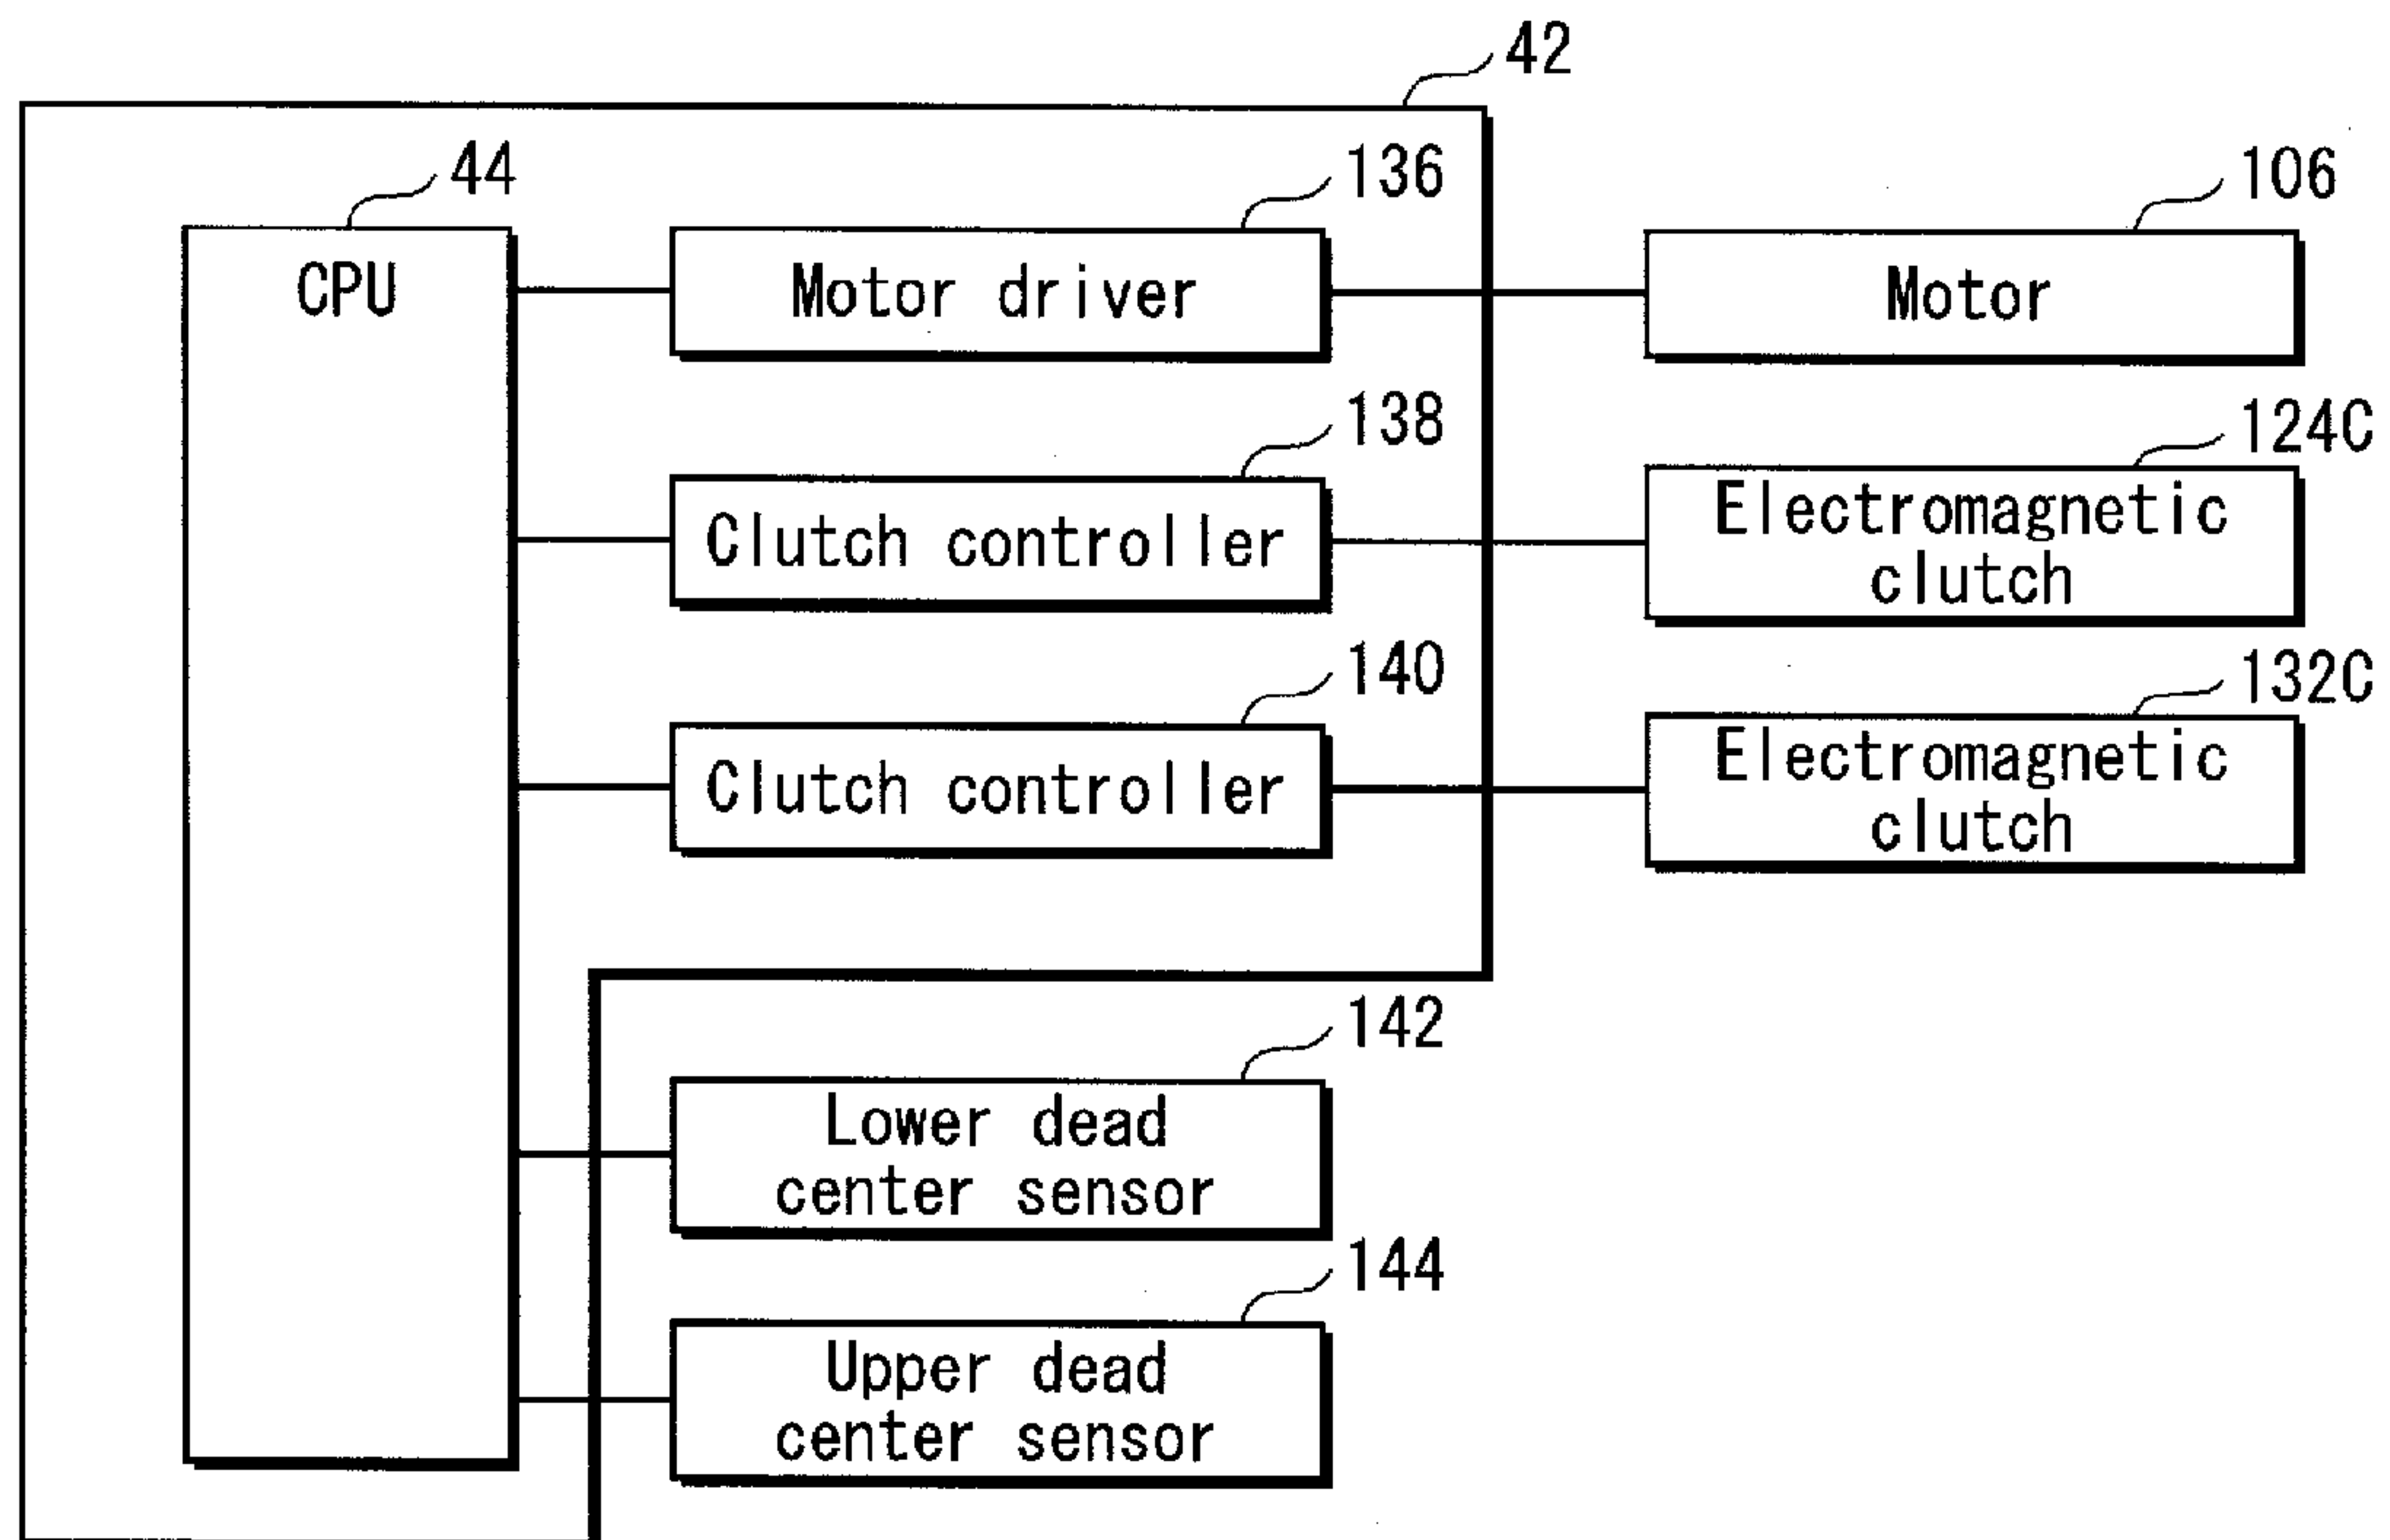 42
44
136
106
CPU
Motor driver
Motor
138
124C
Clutch controller
Electromagnetic
clutch
140
132C
Clutch controller
Electromagnetic
clutch
142
Lower dead
center sensor
144
Upper dead
center sensor